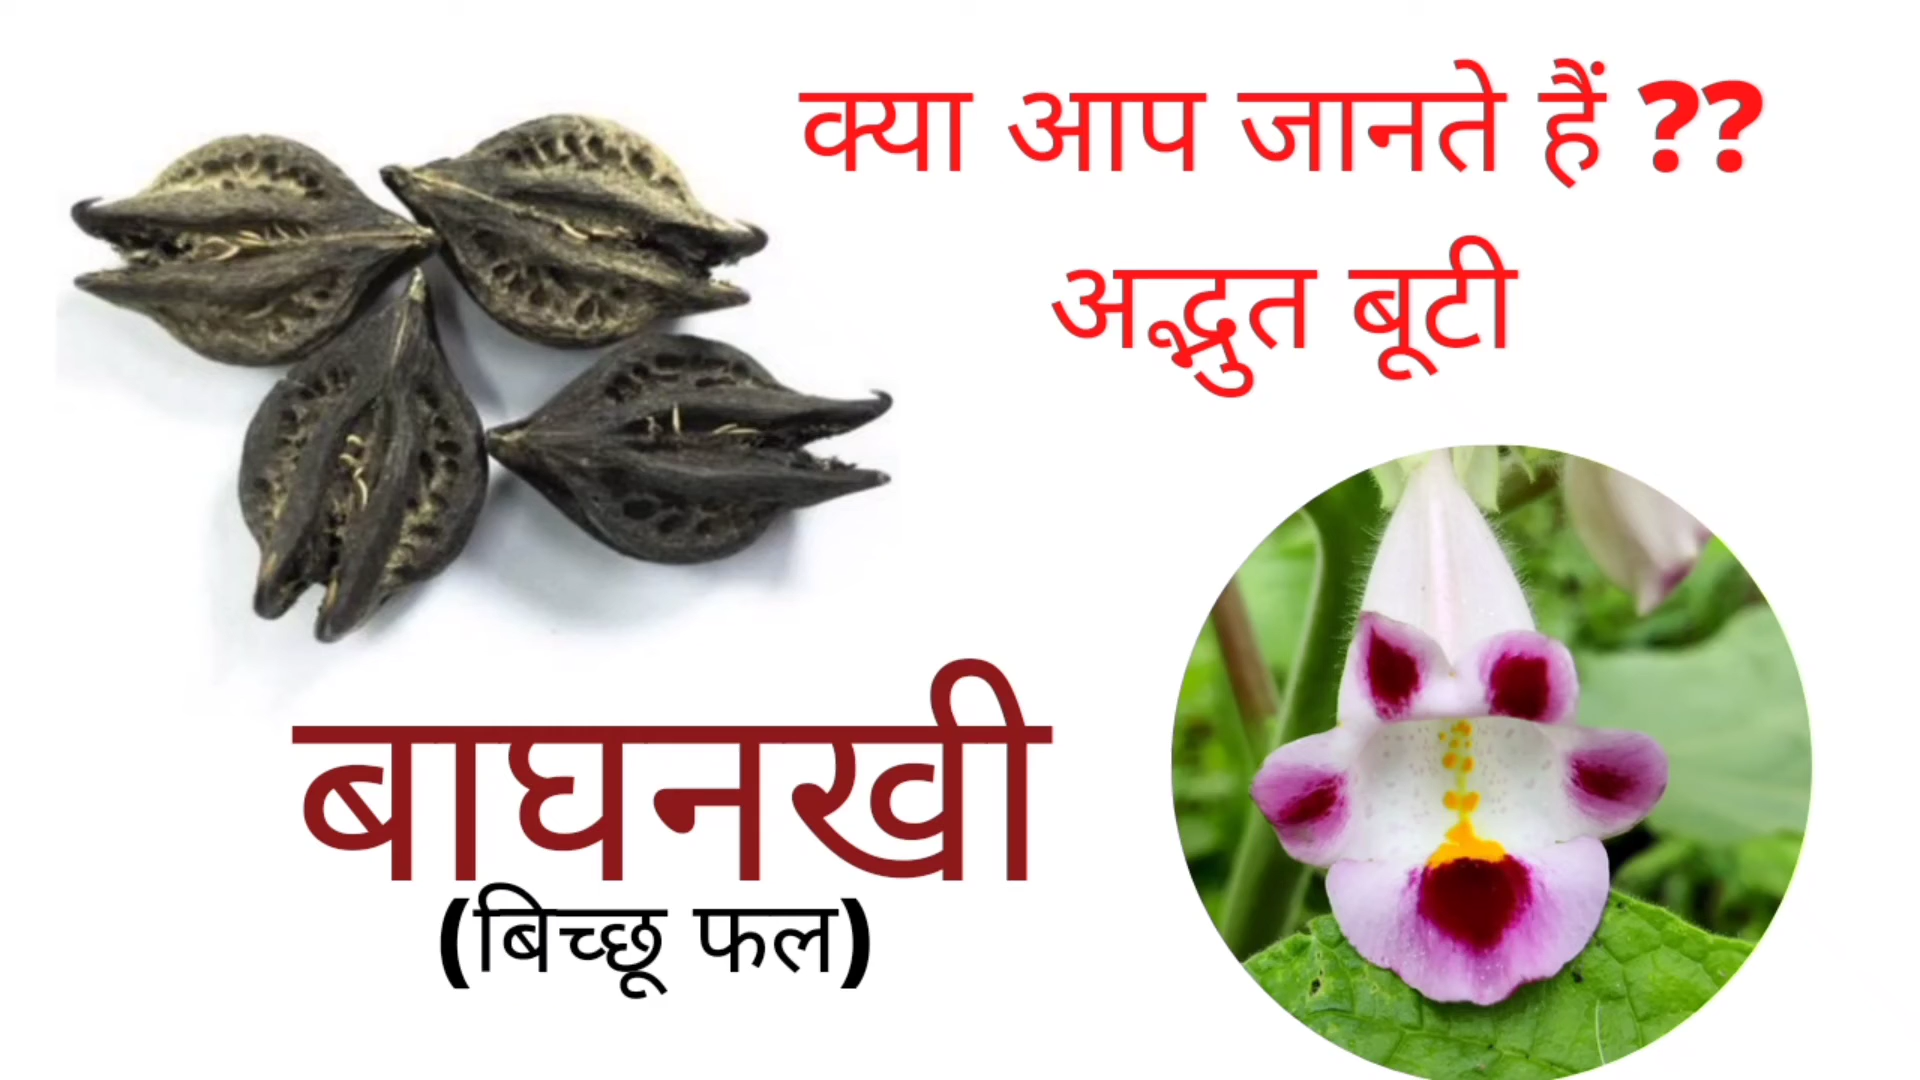 क्या आप जानते हैं ??
अद्भुत बूटी
बाघनखी
(बिच्छू फल)